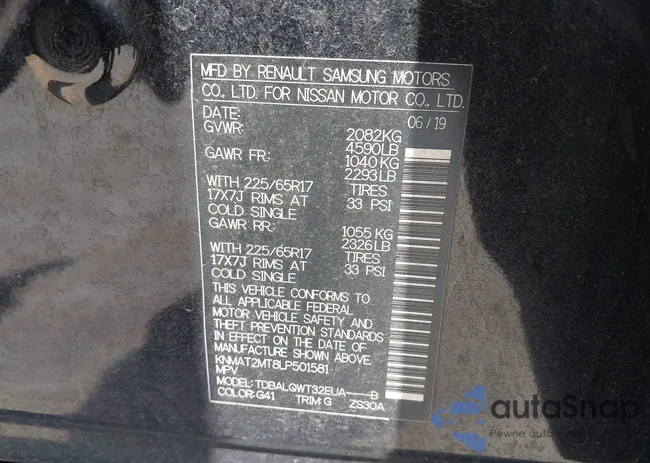 MFD BY RENAULT SAMSUNG MOTORS
CO., LTD. FOR NISSAN MOTOR CO., LTD.
DATE: 06/19
GVWR: 2082KG
4590LB
GAWR FR: 1040KG
2293LB
WITH 225/65R17 TIRES
17X7J RIMS AT 33 PSI
COLD SINGLE
GAWR RR: 1055 KG
2326LB
WITH 225/65R17 TIRES
17X7J RIMS AT 33 PSI
COLD SINGLE
THIS VEHICLE CONFORMS TO
ALL APPLICABLE FEDERAL
MOTOR VEHICLE SAFETY AND
THEFT PREVENTION STANDARDS
IN EFFECT ON THE DATE OF
MANUFACTURE SHOWN ABOVE.
KNMAT2MT8LP501581
MPV
MODEL: TDBALQWT32EUA-----B
COLOR: G41 TRIM: G ZS30A
autoSnap
Pewne auto